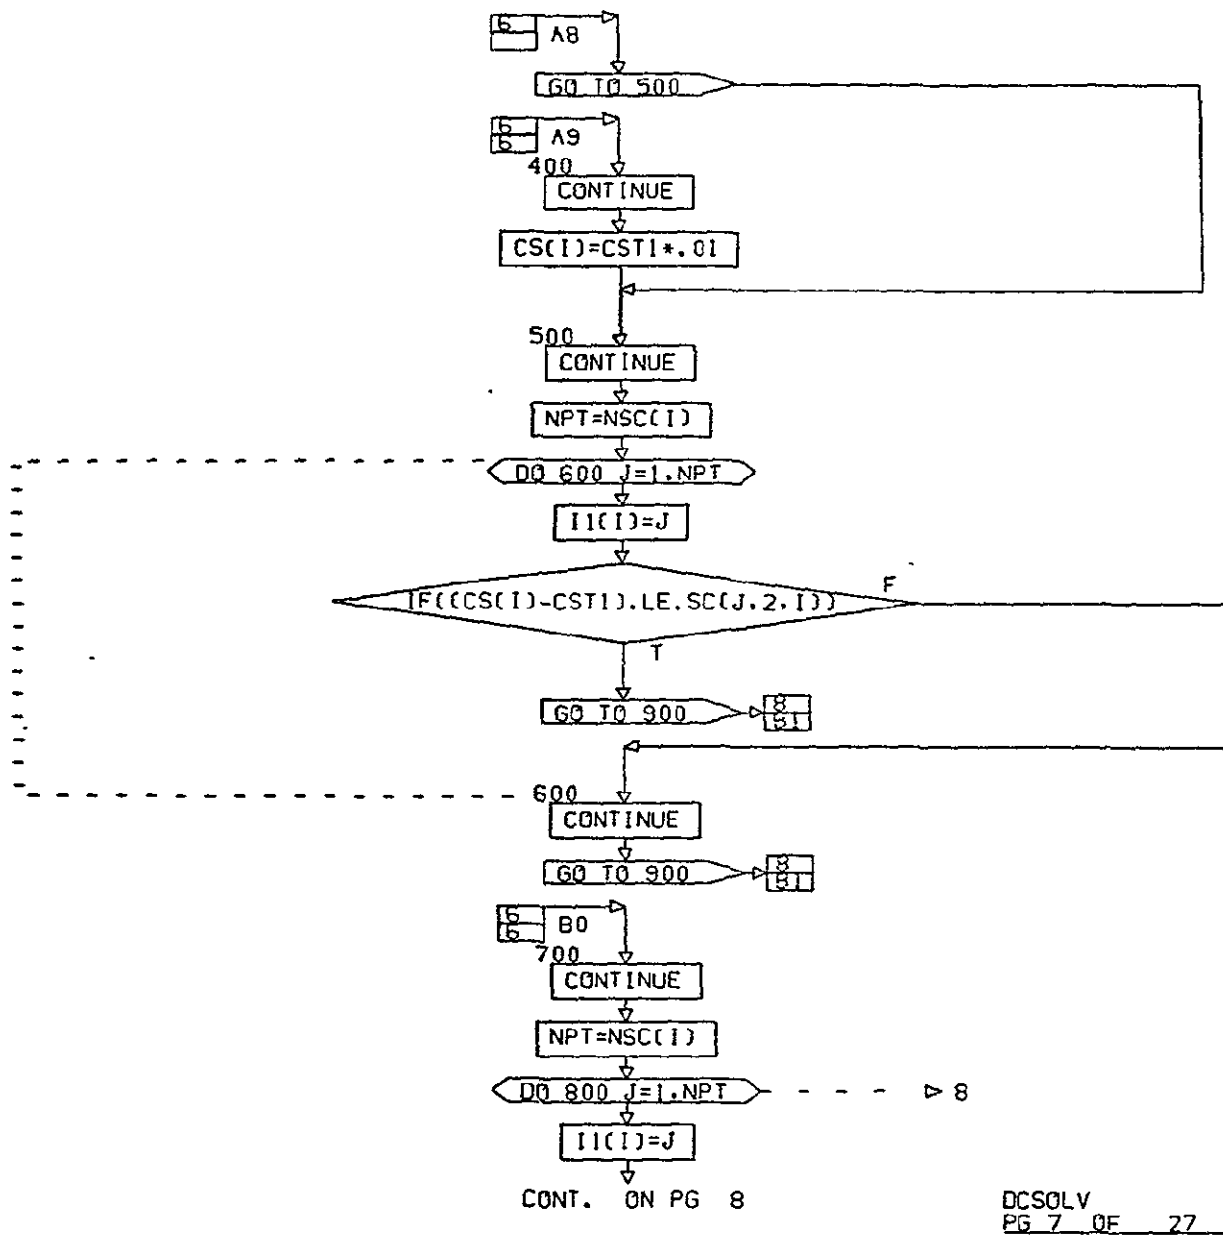 6
A8
GO TO 500
6
6
A9
400
CONTINUE
CS(I)=CST1*.01
500
CONTINUE
NPT=NSC(I)
DO 600 J=1.NPT
I1(I)=J
IF((CS(I)-CST1).LE.SC(J.2.I))
F
T
GO TO 900
8
B1
600
CONTINUE
GO TO 900
8
B1
6
6
B0
700
CONTINUE
NPT=NSC(I)
DO 800 J=1.NPT
8
I1(I)=J
CONT. ON PG 8
DCSOLV
PG 7 OF 27